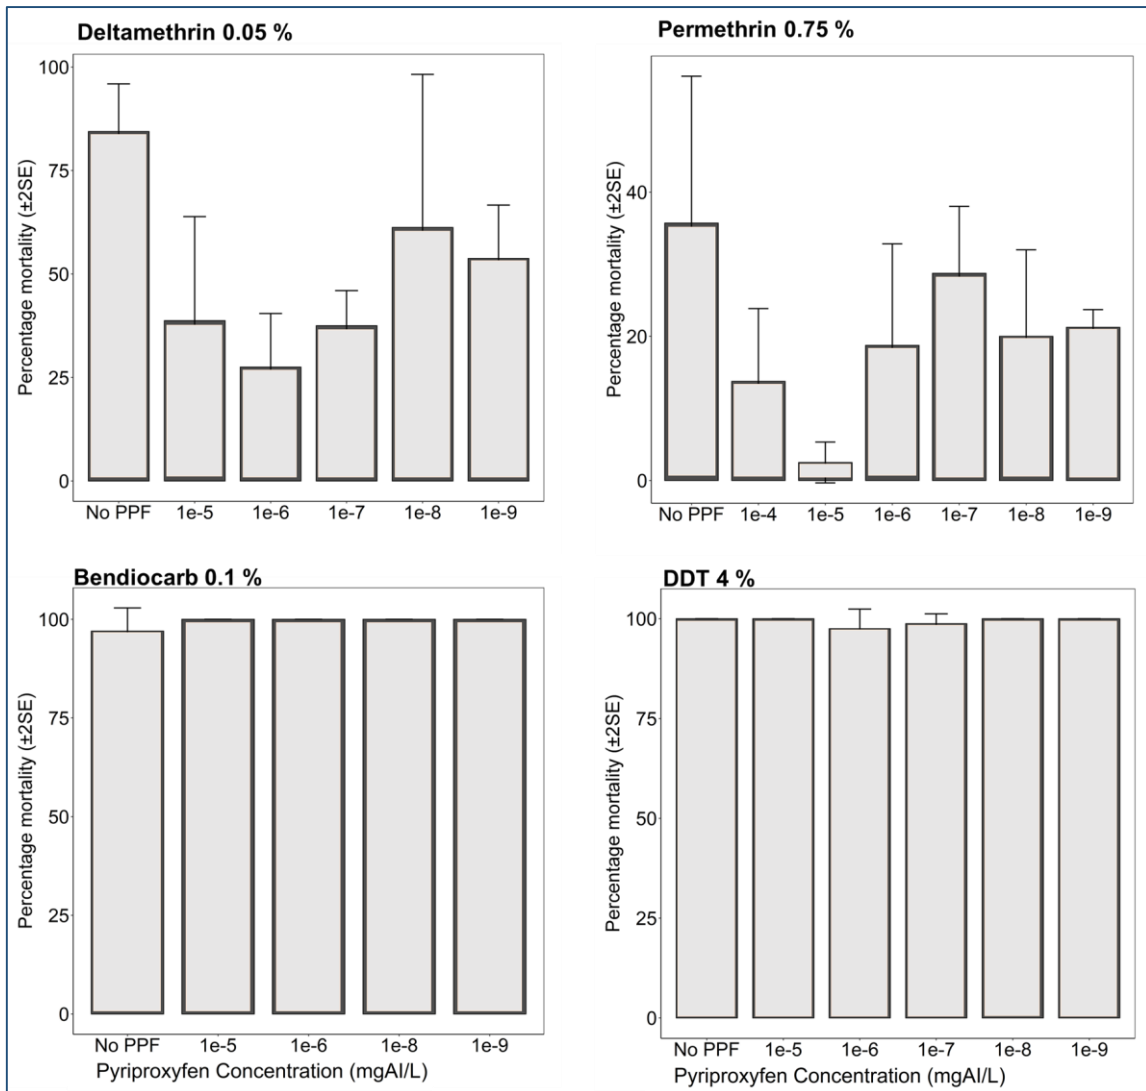 Deltamethrin 0.05 %
Percentage mortality (±2SE)
100
75
50
25
0
No PPF 1e-5 1e-6 1e-7 1e-8 1e-9
Permethrin 0.75 %
Percentage mortality (±2SE)
40
20
0
No PPF 1e-4 1e-5 1e-6 1e-7 1e-8 1e-9
Bendiocarb 0.1 %
Percentage mortality (±2SE)
100
75
50
25
0
No PPF 1e-5 1e-6 1e-8 1e-9
Pyriproxyfen Concentration (mgAI/L)
DDT 4 %
Percentage mortality (±2SE)
100
75
50
25
0
No PPF 1e-5 1e-6 1e-7 1e-8 1e-9
Pyriproxyfen Concentration (mgAI/L)